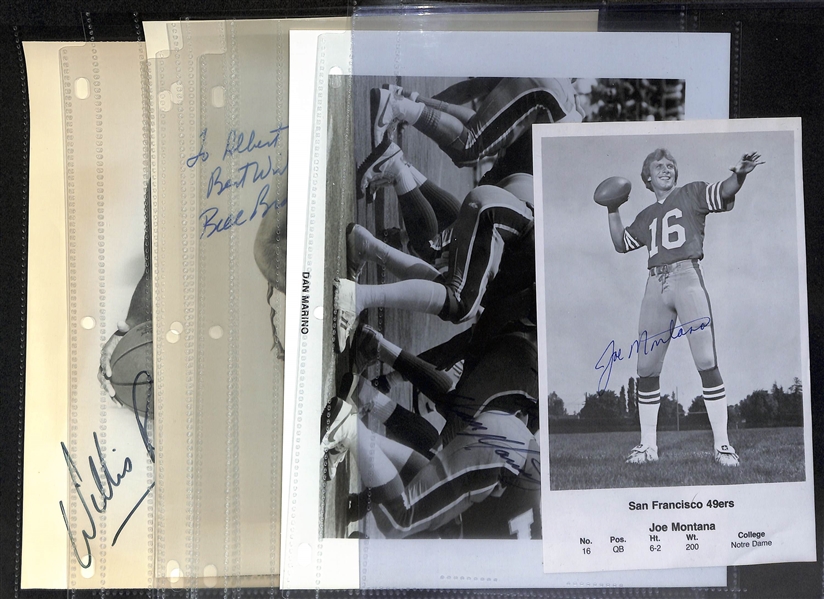 Willis
To Albert
Best Wi
Bill Br
DAN MARINO
16
Joe Montana
San Francisco 49ers
Joe Montana
No. Pos. Ht. Wt. College
16 QB 6-2 200 Notre Dame